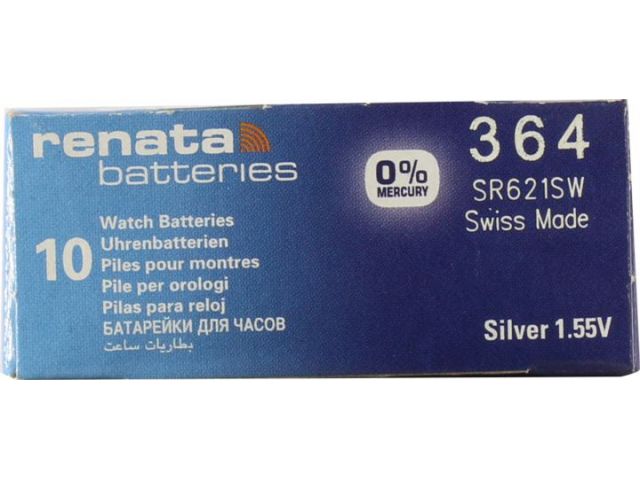 renata
batteries
10
Watch Batteries
Uhrenbatterien
Piles pour montres
Pile per orologi
Pilas para reloj
БАТАРЕЙКИ ДЛЯ ЧАСОВ
بطاريات ساعت
0%
MERCURY
364
SR621SW
Swiss Made
Silver 1.55V